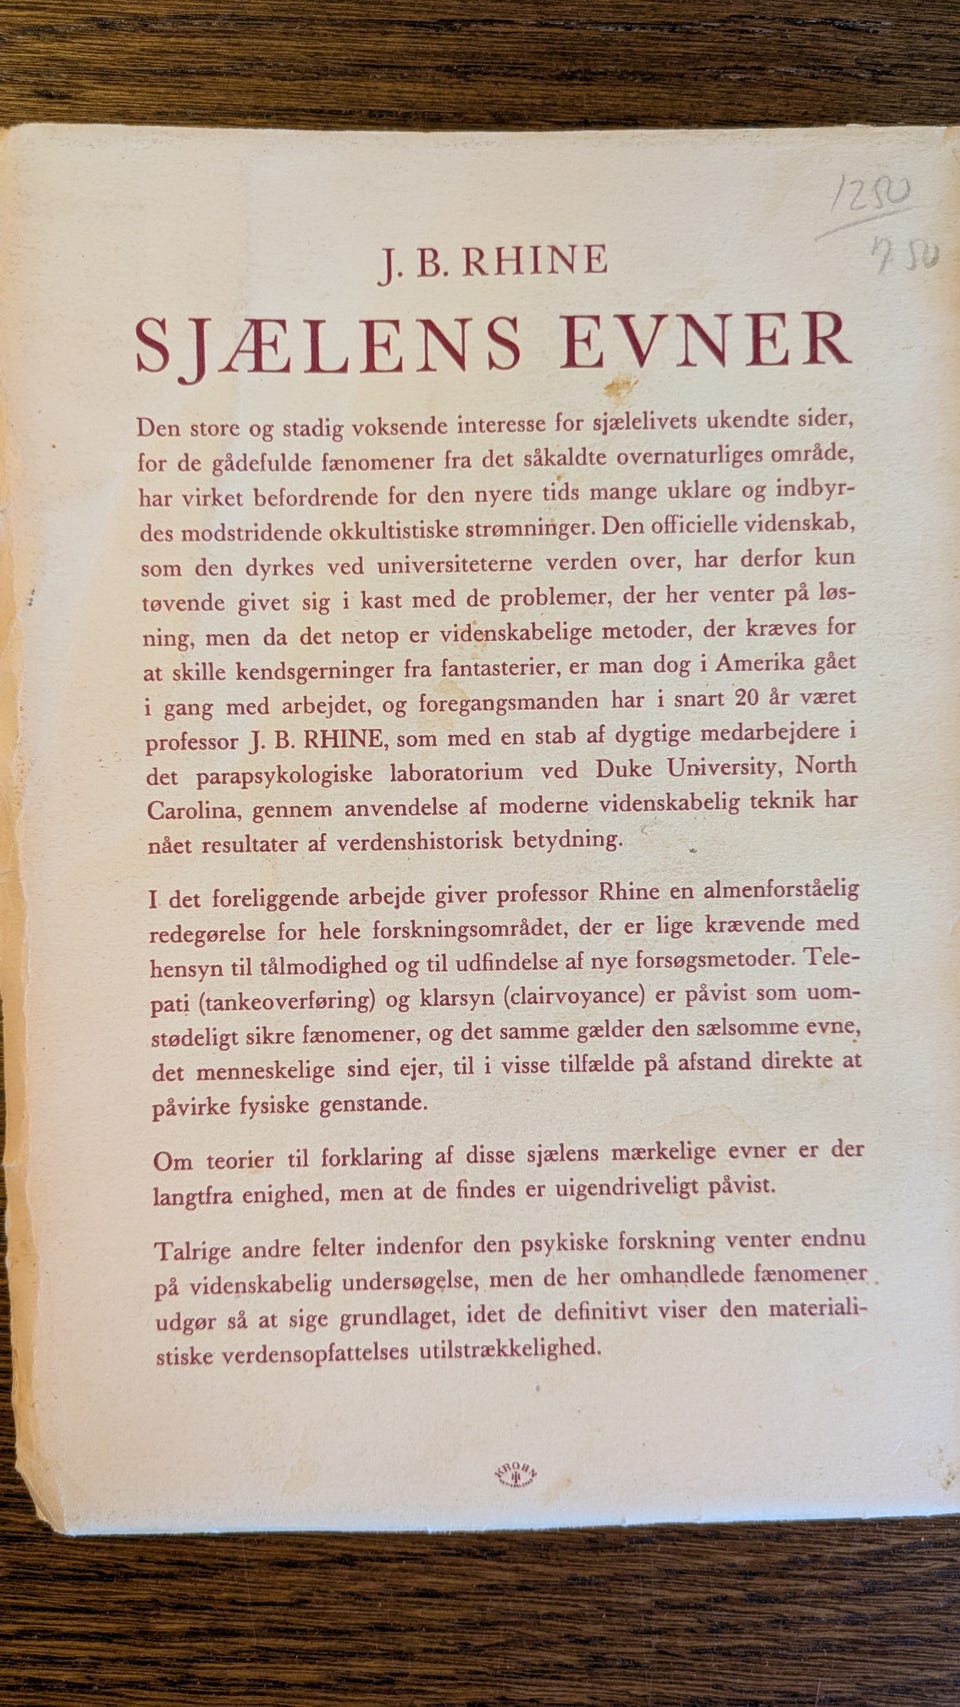 1250
750
J. B. RHINE
SJÆLENS EVNER
Den store og stadig voksende interesse for sjælelivets ukendte sider,
for de gådefulde fænomener fra det såkaldte overnaturliges område,
har virket befordrende for den nyere tids mange uklare og indbyr-
des modstridende okkultistiske strømninger. Den officielle videnskab,
som den dyrkes ved universiteterne verden over, har derfor kun
tøvende givet sig i kast med de problemer, der her venter på løs-
ning, men da det netop er videnskabelige metoder, der kræves for
at skille kendsgerninger fra fantasterier, er man dog i Amerika gået
i gang med arbejdet, og foregangsmanden har i snart 20 år været
professor J. B. RHINE, som med en stab af dygtige medarbejdere i
det parapsykologiske laboratorium ved Duke University, North
Carolina, gennem anvendelse af moderne videnskabelig teknik har
nået resultater af verdenshistorisk betydning.
I det foreliggende arbejde giver professor Rhine en almenforståelig
redegørelse for hele forskningsområdet, der er lige krævende med
hensyn til tålmodighed og til udfindelse af nye forsøgsmetoder. Tele-
pati (tankeoverføring) og klarsyn (clairvoyance) er påvist som uom-
stødeligt sikre fænomener, og det samme gælder den sælsomme evne,
det menneskelige sind ejer, til i visse tilfælde på afstand direkte at
påvirke fysiske genstande.
Om teorier til forklaring af disse sjælens mærkelige evner er der
langtfra enighed, men at de findes er uigendriveligt påvist.
Talrige andre felter indenfor den psykiske forskning venter endnu
på videnskabelig undersøgelse, men de her omhandlede fænomener
udgør så at sige grundlaget, idet de definitivt viser den materiali-
stiske verdensopfattelses utilstrækkelighed.
KROHN